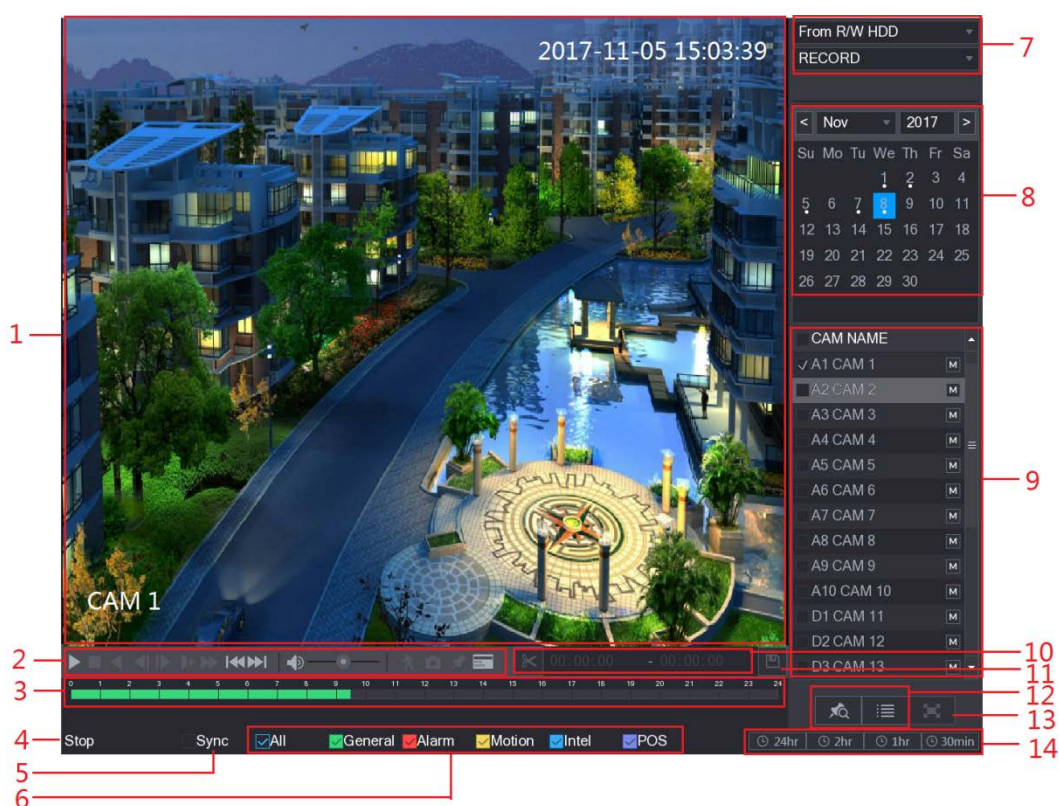 2017-11-05 15:03:39
CAM 1
From R/W HDD
RECORD
< Nov 2017 >
Su Mo Tu We Th Fr Sa
1 2 3 4
5 6 7 8 9 10 11
12 13 14 15 16 17 18
19 20 21 22 23 24 25
26 27 28 29 30
CAM NAME
A1 CAM 1 M
A2 CAM 2 M
A3 CAM 3 M
A4 CAM 4 M
A5 CAM 5 M
A6 CAM 6 M
A7 CAM 7 M
A8 CAM 8 M
A9 CAM 9 M
A10 CAM 10 M
D1 CAM 11 M
D2 CAM 12 M
D3 CAM 13 M
00:00:00 - 00:00:00
0 1 2 3 4 5 6 7 8 9 10 11 12 13 14 15 16 17 18 19 20 21 22 23 24
Stop Sync All General Alarm Motion Intel POS
24hr 2hr 1hr 30min
1
2
3
4
5
6
7
8
9
10
11
12
13
14